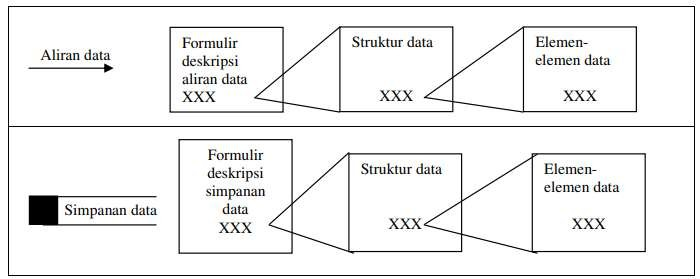 Aliran data
Formulir
deskripsi
aliran data
XXX
Struktur data
XXX
Elemen-
elemen data
XXX
Simpanan data
Formulir
deskripsi
simpanan
data
XXX
Struktur data
XXX
Elemen-
elemen data
XXX